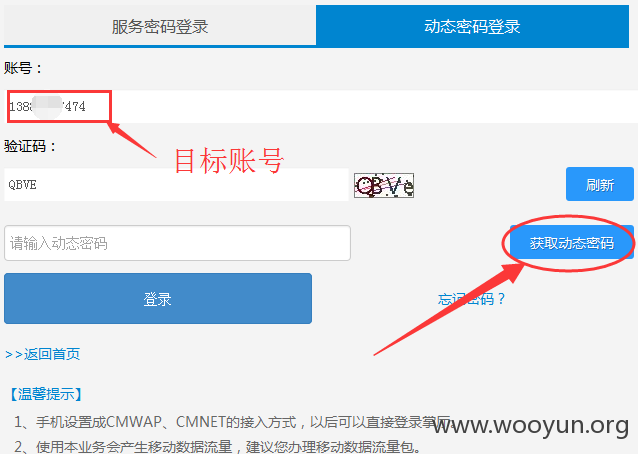 服务密码登录 动态密码登录
账号：
138 7474
目标账号
验证码：
QBVE QBVe 刷新
请输入动态密码 获取动态密码
登录 忘记密码？
>>返回首页
【温馨提示】
1、手机设置成CMWAP、CMNET的接入方式，以后可以直接登录掌厅。
www.wooyun.org
2、使用本业务会产生移动数据流量，建议您办理移动数据流量包。